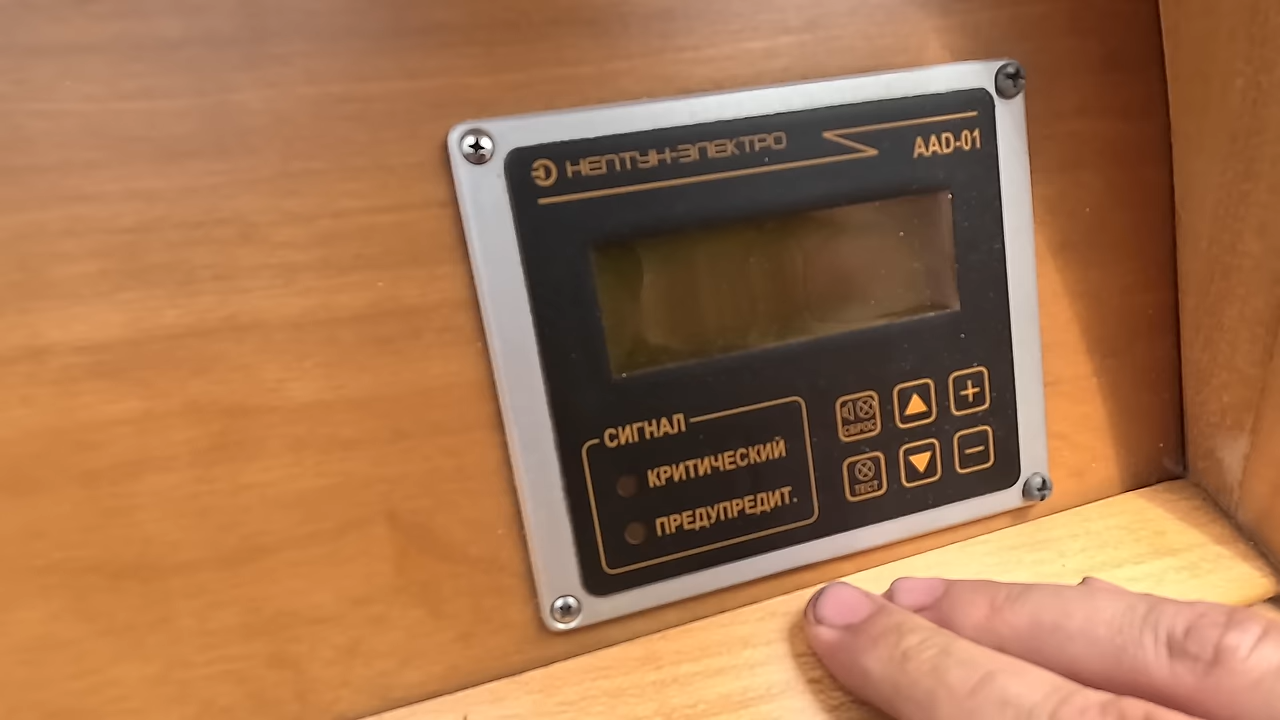 НЕПТУН-ЭЛЕКТРО
AAD-01
СИГНАЛ
КРИТИЧЕСКИЙ
ПРЕДУПРЕДИТ.
СБРОС
ТЕСТ
+
−